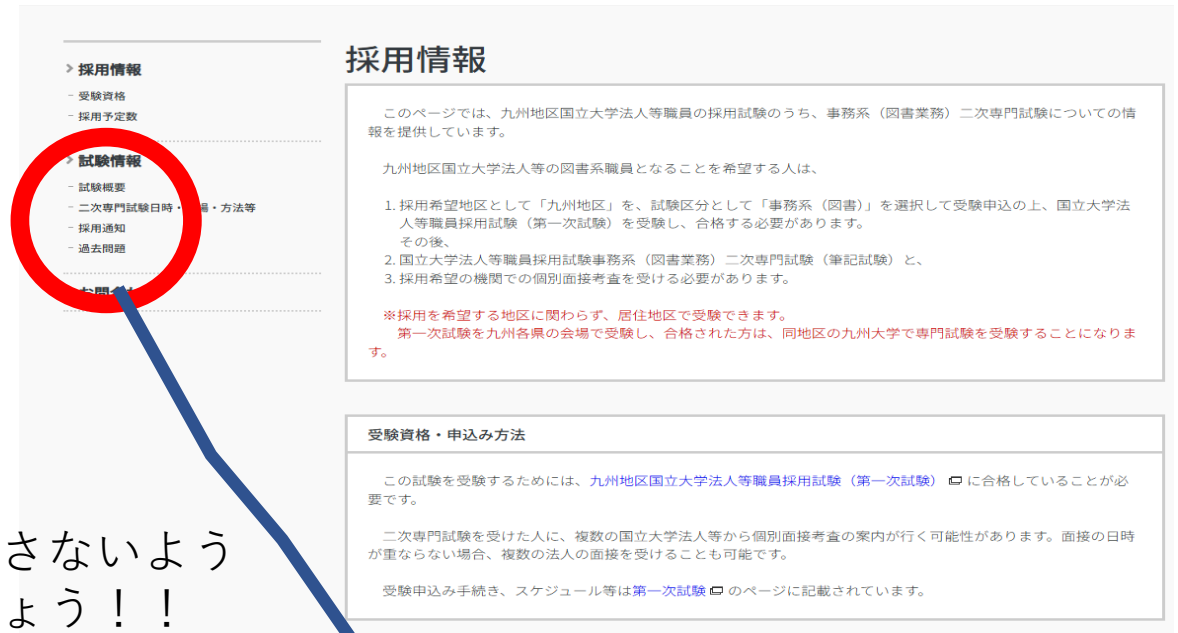 採用情報
受験資格
採用予定数
試験情報
試験概要
二次専門試験日時・場・方法等
採用通知
過去問題
採用情報
このページでは、九州地区国立大学法人等職員の採用試験のうち、事務系（図書業務）二次専門試験についての情
報を提供しています。
九州地区国立大学法人等の図書系職員となることを希望する人は、
1. 採用希望地区として「九州地区」を、試験区分として「事務系（図書）」を選択して受験申込の上、国立大学法
人等職員採用試験（第一次試験）を受験し、合格する必要があります。
その後、
2. 国立大学法人等職員採用試験事務系（図書業務）二次専門試験（筆記試験）と、
3. 採用希望の機関での個別面接考査を受ける必要があります。
※採用を希望する地区に関わらず、居住地区で受験できます。
第一次試験を九州各県の会場で受験し、合格された方は、同地区の九州大学で専門試験を受験することになりま
す。
受験資格・申込み方法
この試験を受験するためには、九州地区国立大学法人等職員採用試験（第一次試験） に合格していることが必
要です。
二次専門試験を受けた人に、複数の国立大学法人等から個別面接考査の案内が行く可能性があります。面接の日時
が重ならない場合、複数の法人の面接を受けることも可能です。
受験申込み手続き、スケジュール等は第一次試験 のページに記載されています。
さないよう
ょう！！